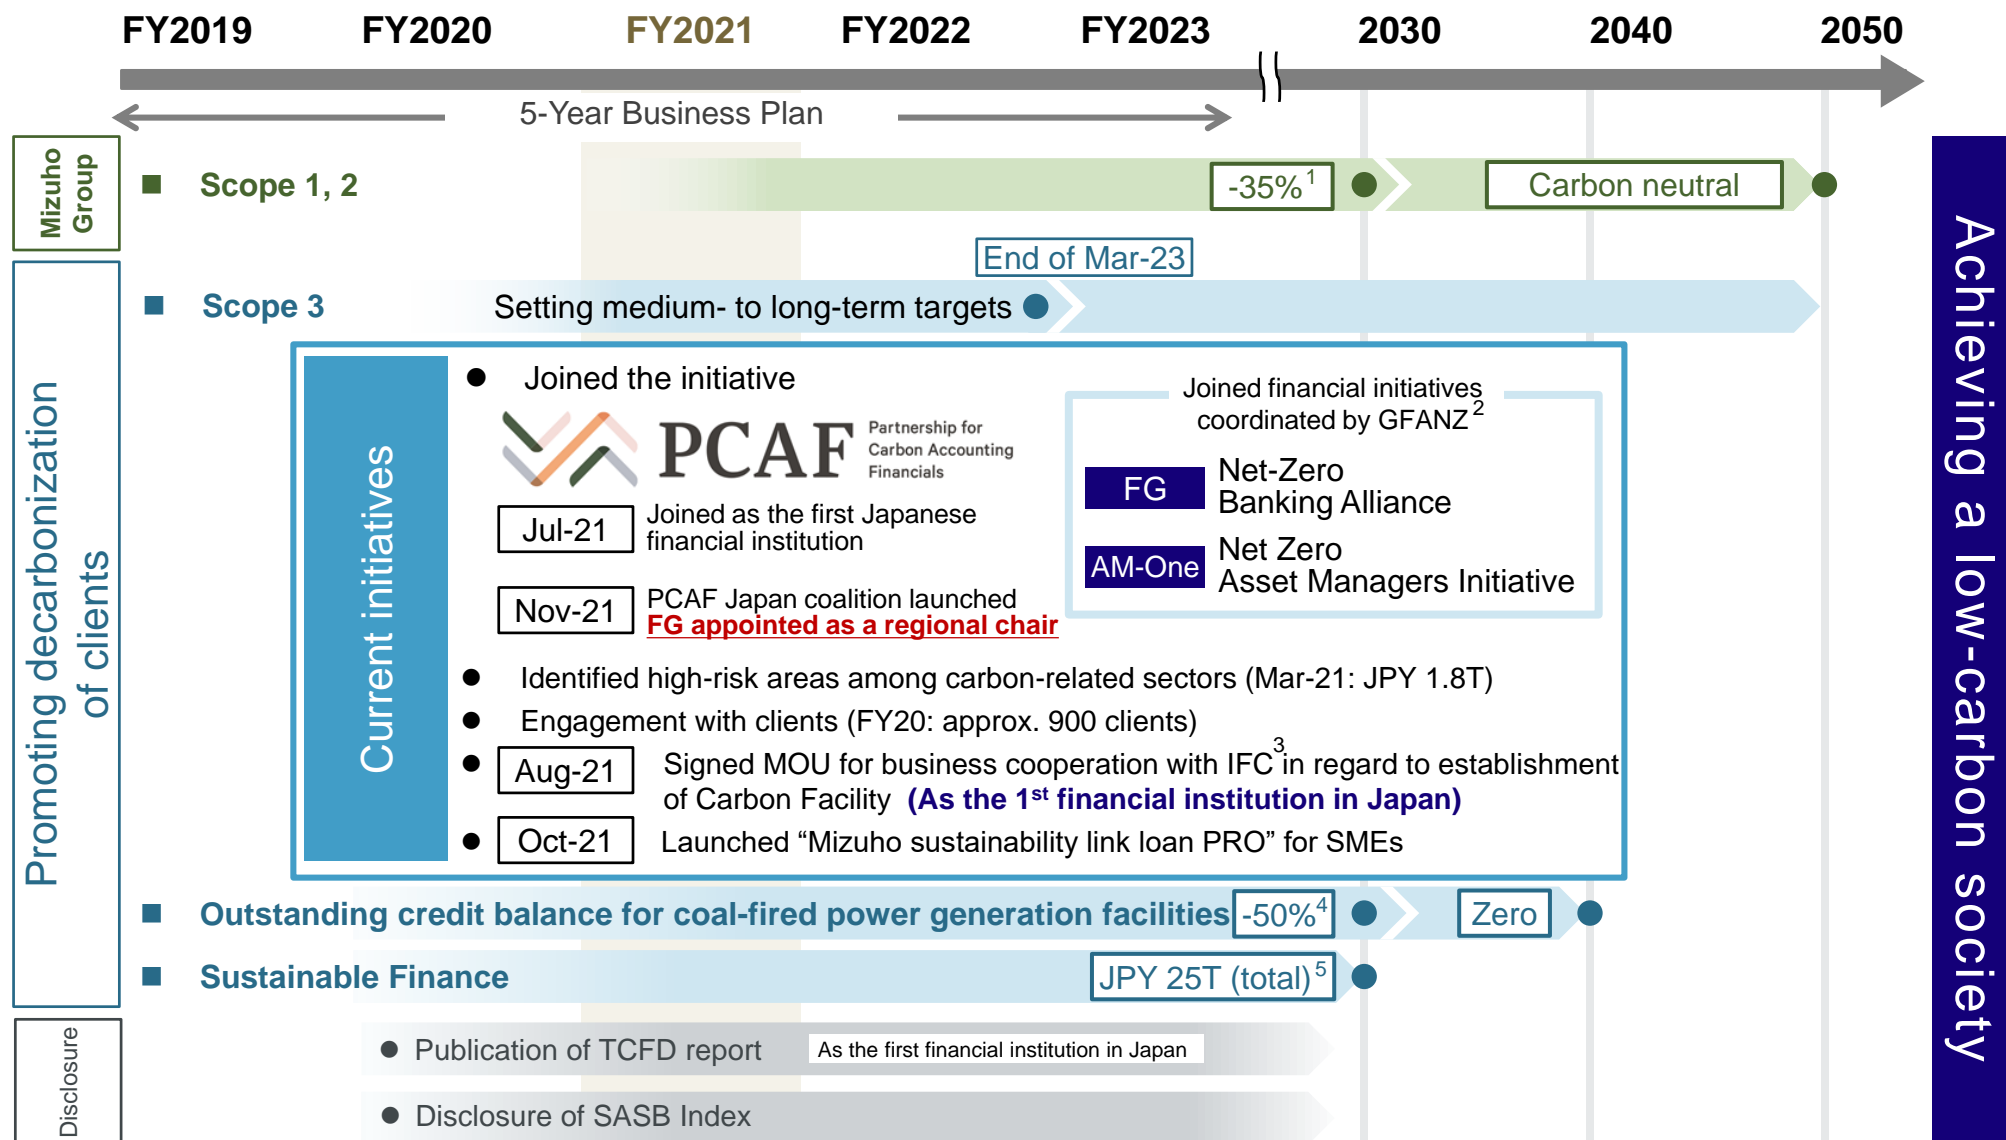 FY2019 FY2020 FY2021 FY2022 FY2023 2030 2040 2050
5-Year Business Plan
Mizuho
Group
Scope 1, 2
-35%1
Carbon neutral
End of Mar-23
Scope 3
Setting medium- to long-term targets
Promoting decarbonization
of clients
Current initiatives
Joined the initiative
PCAF
Partnership for
Carbon Accounting
Financials
Jul-21
Joined as the first Japanese
financial institution
Nov-21
PCAF Japan coalition launched
FG appointed as a regional chair
Joined financial initiatives
coordinated by GFANZ2
FG
Net-Zero
Banking Alliance
AM-One
Net Zero
Asset Managers Initiative
Identified high-risk areas among carbon-related sectors (Mar-21: JPY 1.8T)
Engagement with clients (FY20: approx. 900 clients)
Aug-21
Signed MOU for business cooperation with IFC3 in regard to establishment
of Carbon Facility (As the 1st financial institution in Japan)
Oct-21
Launched “Mizuho sustainability link loan PRO” for SMEs
Outstanding credit balance for coal-fired power generation facilities -50%4 Zero
Sustainable Finance
JPY 25T (total)5
Disclosure
Publication of TCFD report
As the first financial institution in Japan
Disclosure of SASB Index
Achieving a low-carbon society